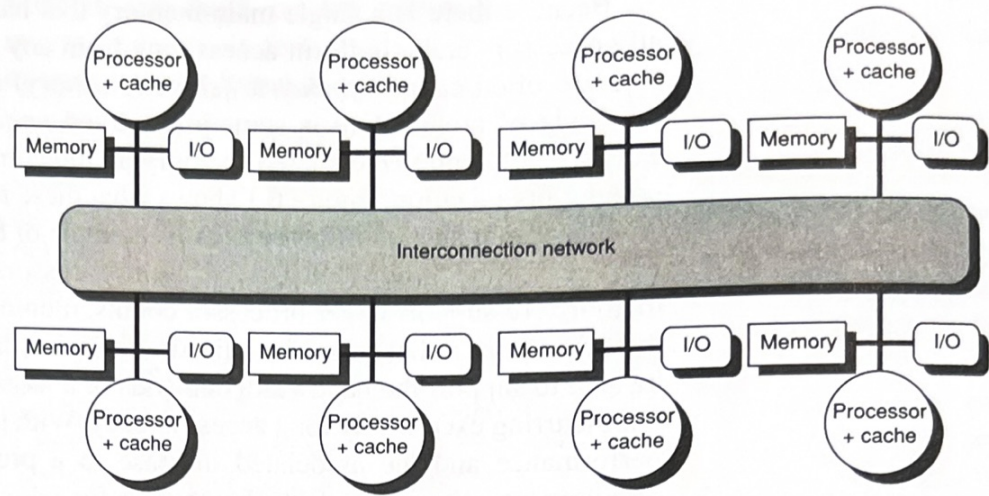 Processor
+ cache
Processor
+ cache
Processor
+ cache
Processor
+ cache
Memory
I/O
Memory
I/O
Memory
I/O
Memory
I/O
Interconnection network
Memory
I/O
Memory
I/O
Memory
I/O
Memory
I/O
Processor
+ cache
Processor
+ cache
Processor
+ cache
Processor
+ cache